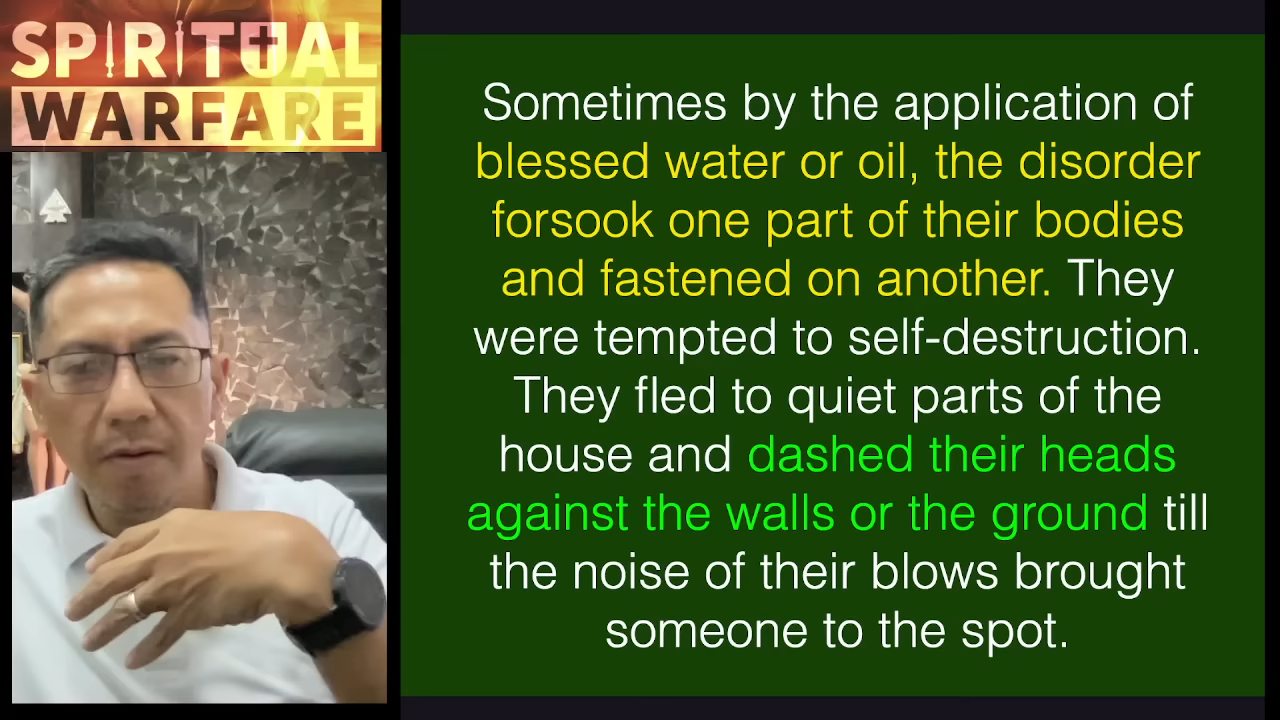 SPIRITUAL
WARFARE
Sometimes by the application of
blessed water or oil, the disorder
forsook one part of their bodies
and fastened on another. They
were tempted to self-destruction.
They fled to quiet parts of the
house and dashed their heads
against the walls or the ground till
the noise of their blows brought
someone to the spot.